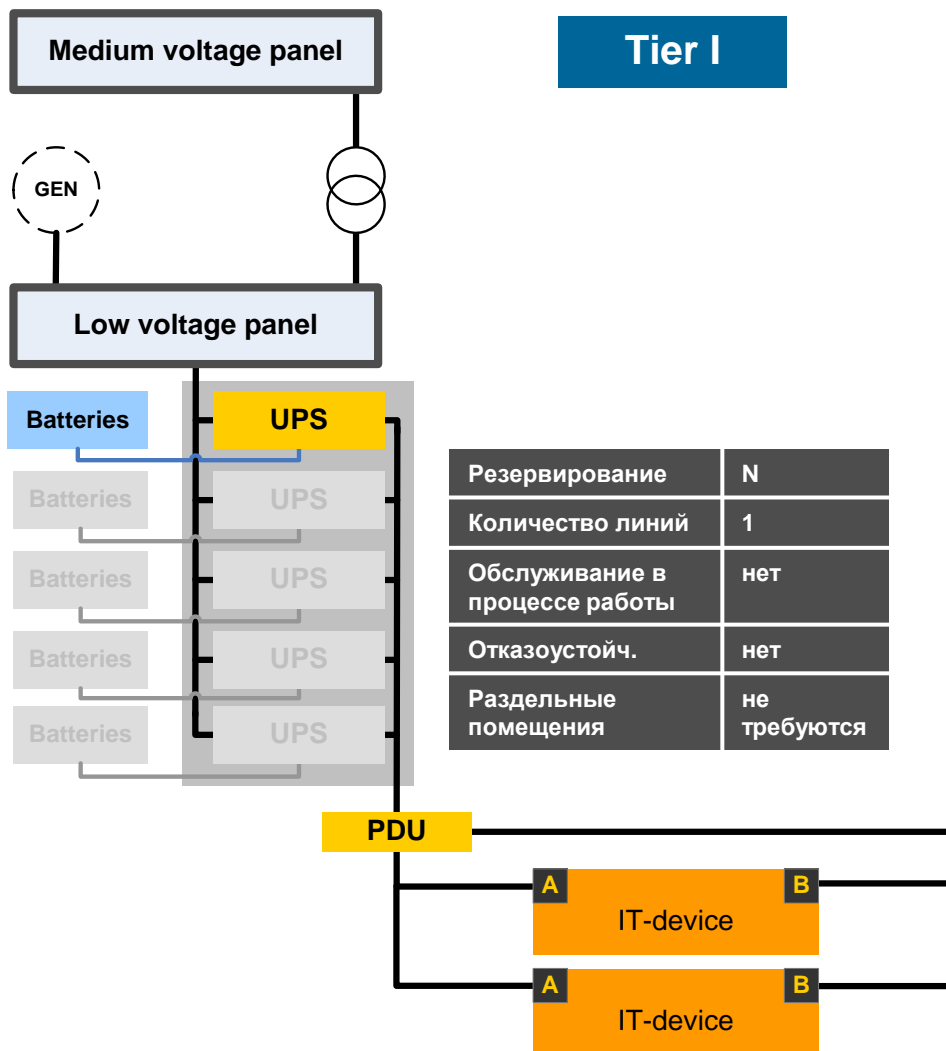 Medium voltage panel
Tier I
GEN
Low voltage panel
Batteries
UPS
Batteries
UPS
Batteries
UPS
Batteries
UPS
Batteries
UPS
Резервирование
N
Количество линий
1
Обслуживание в
процессе работы
нет
Отказоустойч.
нет
Раздельные
помещения
не
требуются
PDU
A
B
IT-device
A
B
IT-device